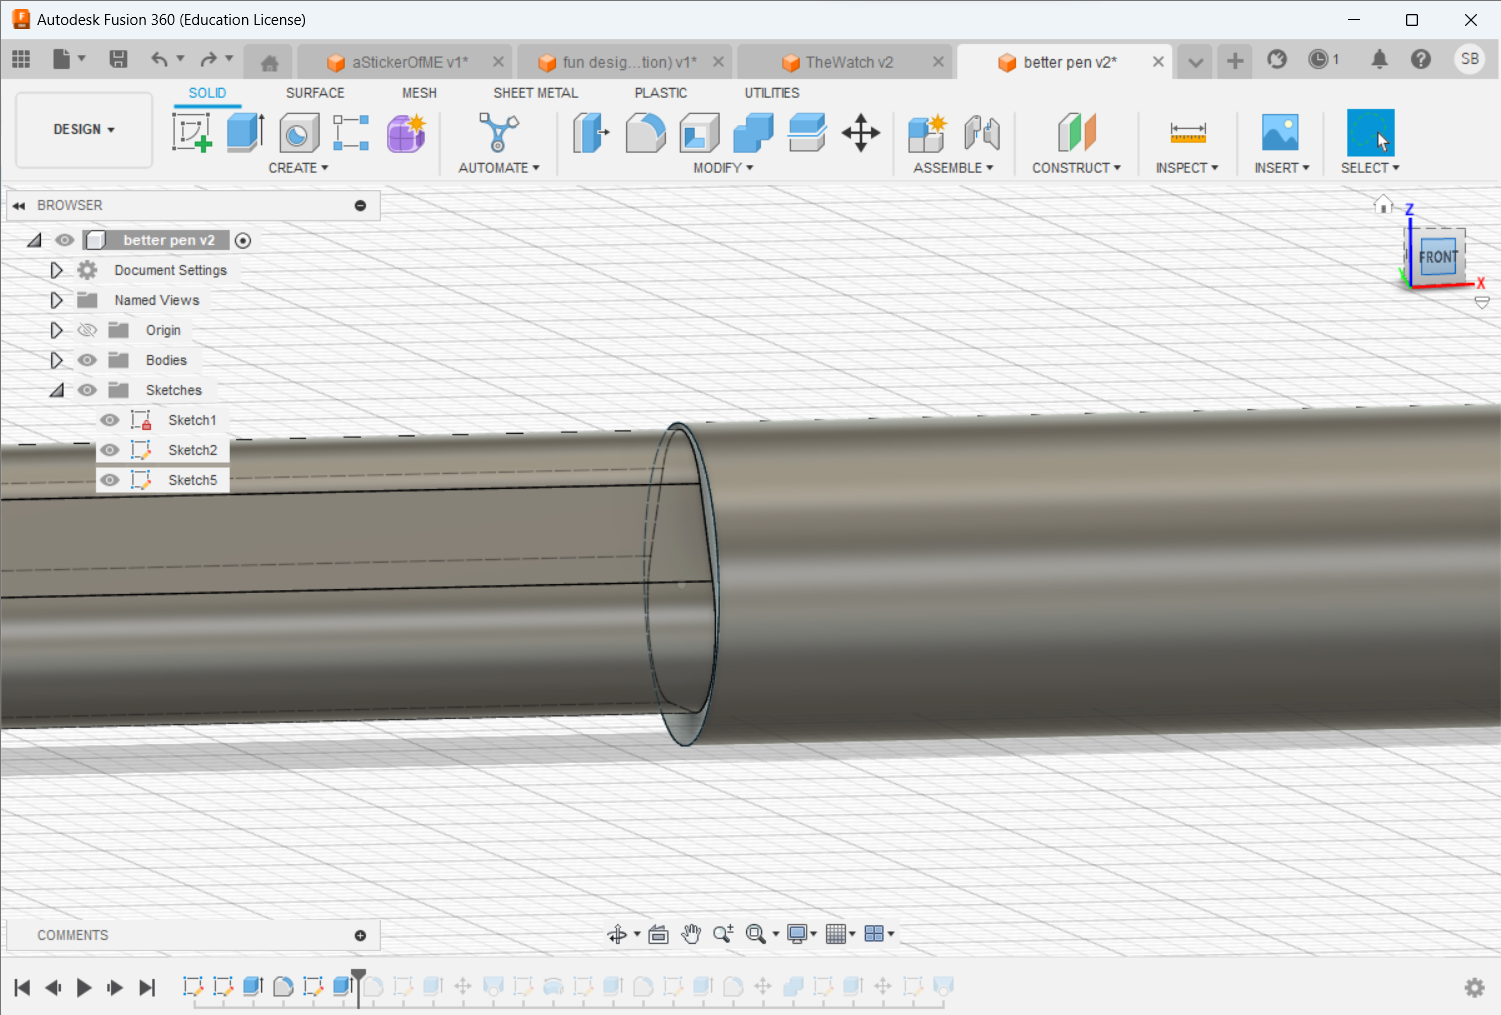 Autodesk Fusion 360 (Education License)
aStickerOfME v1*
fun desig...tion) v1*
TheWatch v2
better pen v2*
1
SB
SOLID
SURFACE
MESH
SHEET METAL
PLASTIC
UTILITIES
DESIGN
CREATE
AUTOMATE
MODIFY
ASSEMBLE
CONSTRUCT
INSPECT
INSERT
SELECT
BROWSER
better pen v2
Document Settings
Named Views
Origin
Bodies
Sketches
Sketch1
Sketch2
Sketch5
Z
FRONT
Y
X
COMMENTS